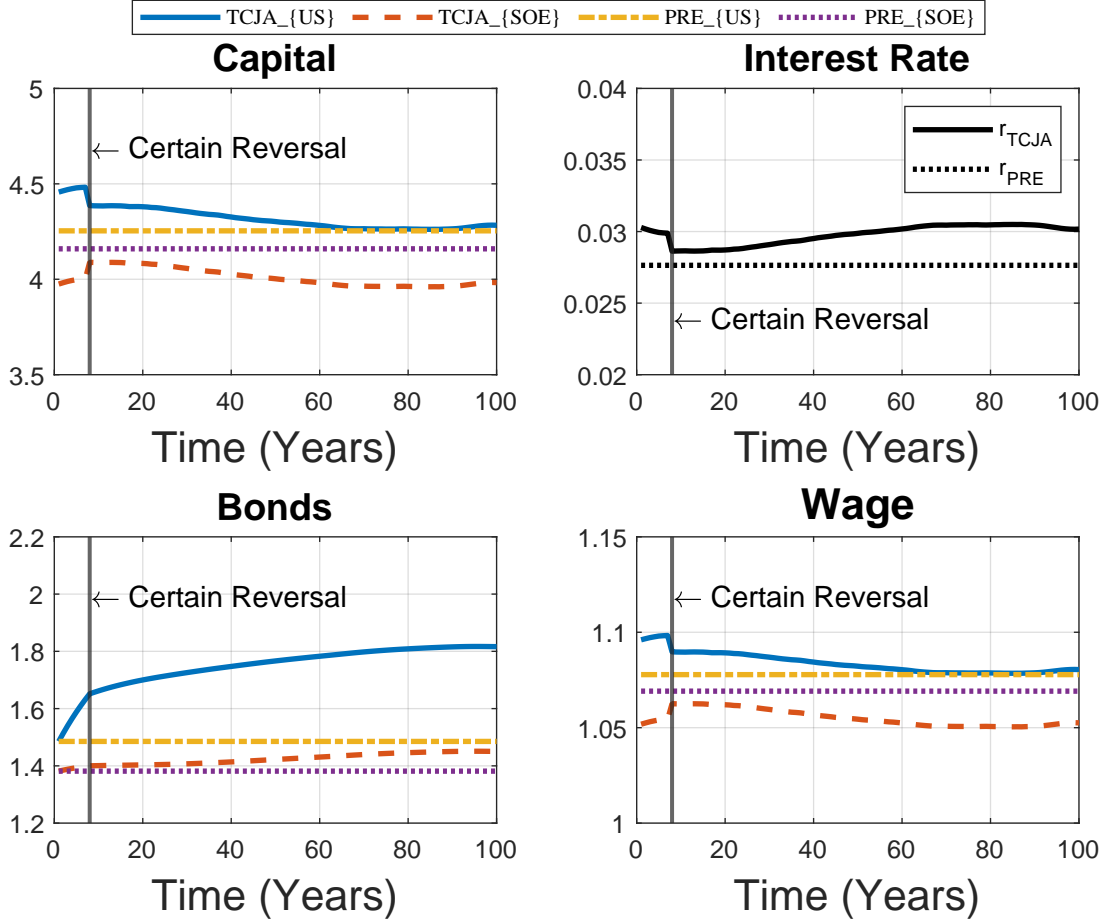 TCJA_{US} TCJA_{SOE} PRE_{US} PRE_{SOE}
Capital
5
4.5
4
3.5
← Certain Reversal
0 20 40 60 80 100
Time (Years)
Interest Rate
0.04
0.035
0.03
0.025
0.02
r_TCJA
r_PRE
← Certain Reversal
0 20 40 60 80 100
Time (Years)
Bonds
2.2
2
1.8
1.6
1.4
1.2
← Certain Reversal
0 20 40 60 80 100
Time (Years)
Wage
1.15
1.1
1.05
1
← Certain Reversal
0 20 40 60 80 100
Time (Years)